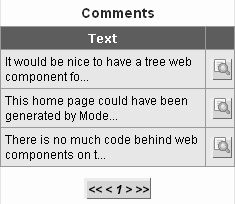 Comments
Text
It would be nice to have a tree web
component fo...
This home page could have been
generated by Mode...
There is no much code behind web
components on t...
<< < 1 > >>